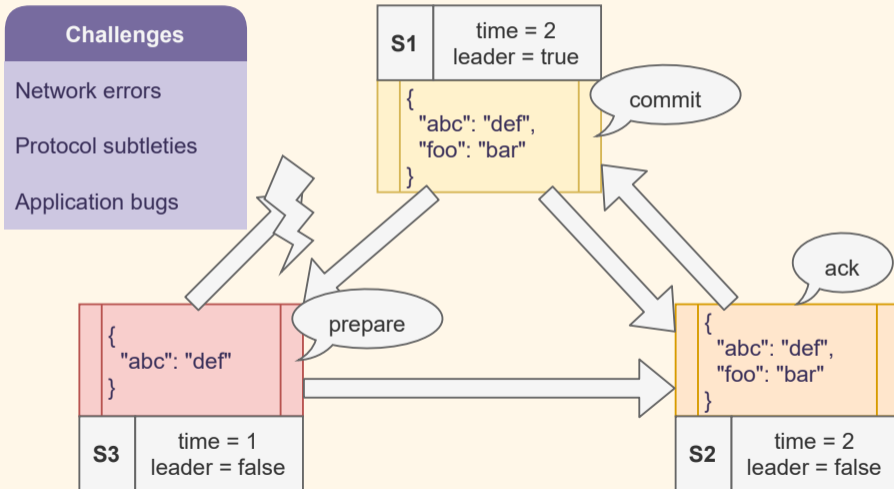 Challenges
Network errors
Protocol subtleties
Application bugs
S1
time = 2
leader = true
{
"abc": "def",
"foo": "bar"
}
commit
ack
prepare
{
"abc": "def"
}
S3
time = 1
leader = false
{
"abc": "def",
"foo": "bar"
}
S2
time = 2
leader = false